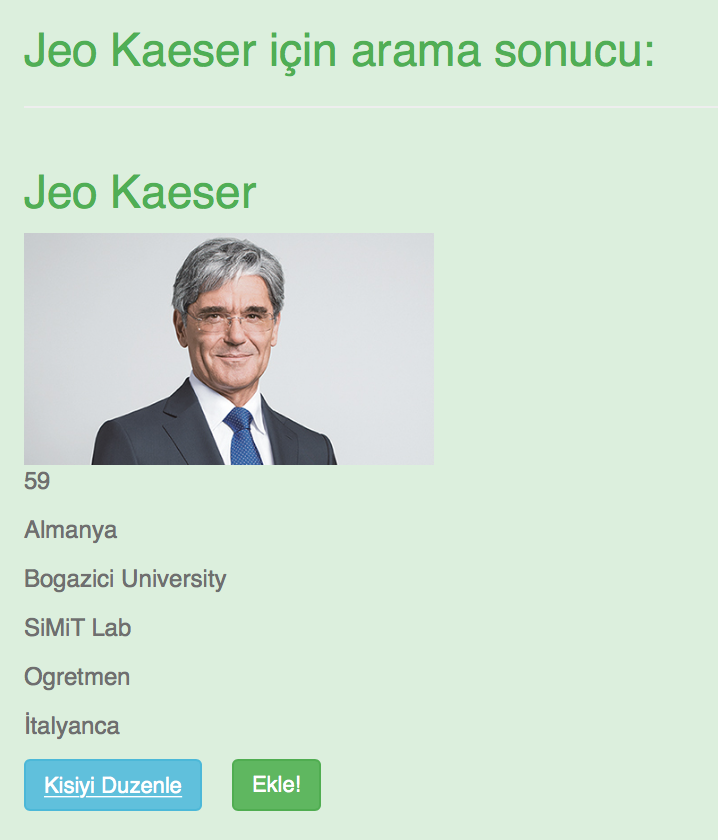 Jeo Kaeser için arama sonucu:
Jeo Kaeser
59
Almanya
Bogazici University
SiMiT Lab
Ogretmen
İtalyanca
Kisiyi Duzenle
Ekle!